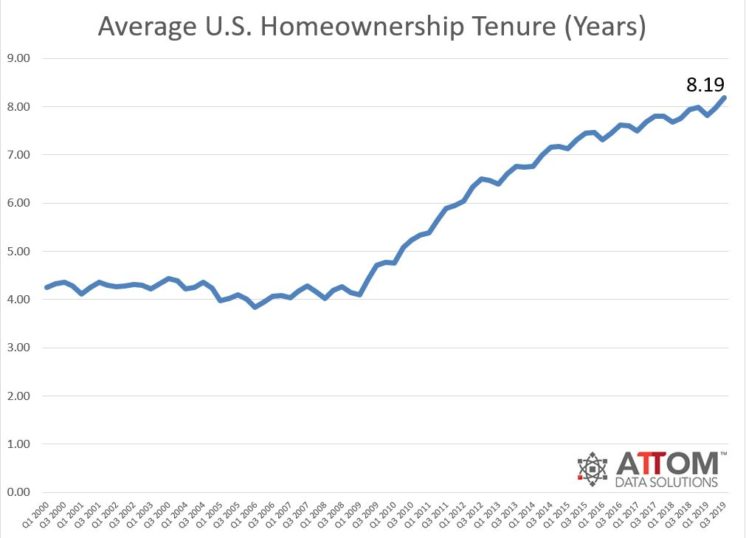 Average U.S. Homeownership Tenure (Years)
9.00
8.19
8.00
7.00
6.00
5.00
4.00
3.00
2.00
1.00
ATTOM™
DATA SOLUTIONS
0.00
Q1 2000
Q3 2000
Q1 2001
Q3 2001
Q1 2002
Q3 2002
Q1 2003
Q3 2003
Q1 2004
Q3 2004
Q1 2005
Q3 2005
Q1 2006
Q3 2006
Q1 2007
Q3 2007
Q1 2008
Q3 2008
Q1 2009
Q3 2009
Q1 2010
Q3 2010
Q1 2011
Q3 2011
Q1 2012
Q3 2012
Q1 2013
Q3 2013
Q1 2014
Q3 2014
Q1 2015
Q3 2015
Q1 2016
Q3 2016
Q1 2017
Q3 2017
Q1 2018
Q3 2018
Q1 2019
Q3 2019